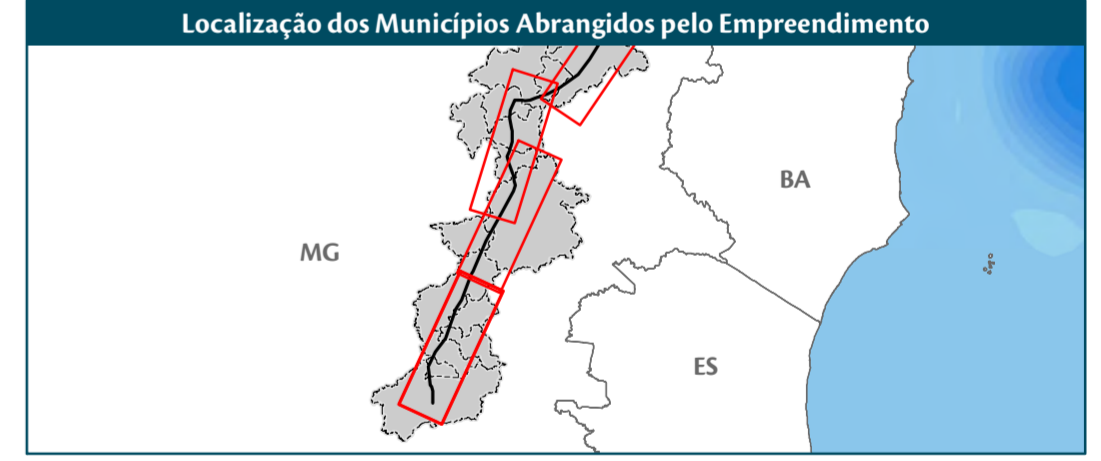 Localização dos Municípios Abrangidos pelo Empreendimento
BA
MG
ES